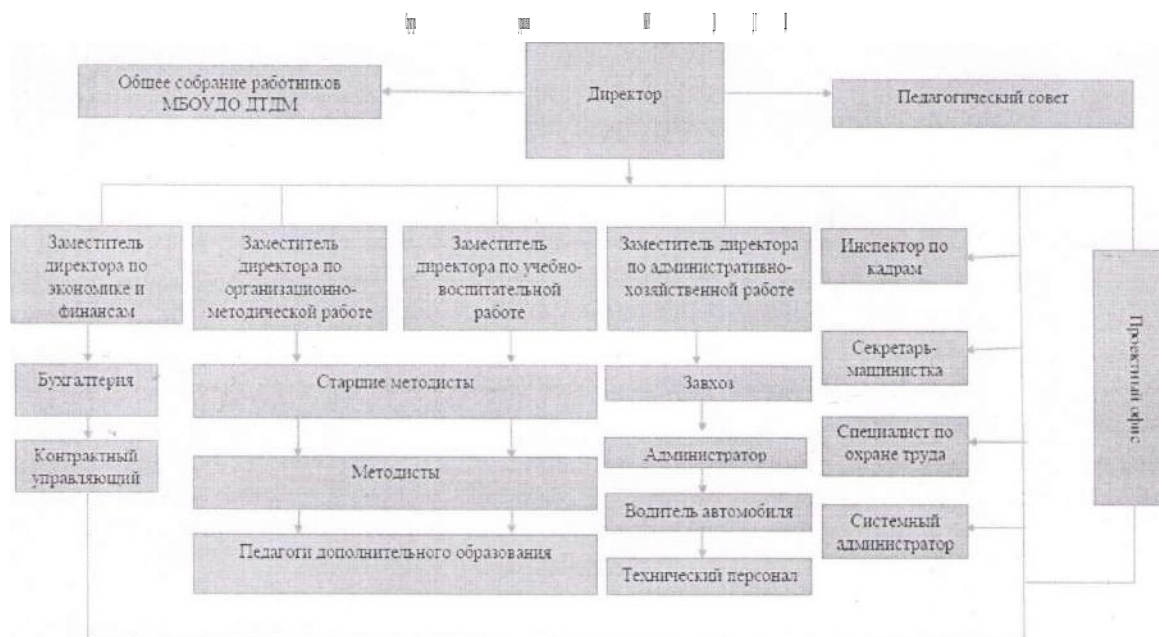 Общее собрание работников
МБОУДО ДТДМ
Директор
Педагогический совет
Заместитель
директора по
экономике и
финансам
Заместитель
директора по
организационно-
методической работе
Заместитель
директора по учебно-
воспитательной
работе
Заместитель директора
по административно-
хозяйственной работе
Инспектор по
кадрам
Проектный офис
Секретарь-
машинистка
Бухгалтерия
Старшие методисты
Завхоз
Специалист по
охране труда
Контрактный
управляющий
Методисты
Администратор
Водитель автомобиля
Системный
администратор
Педагоги дополнительного образования
Технический персонал